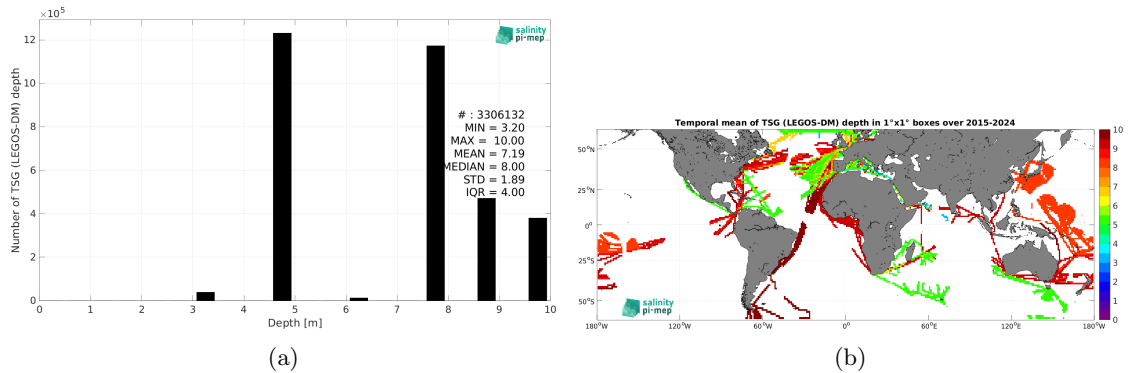 ×10⁵
12
10
8
6
4
2
0
0
1
2
3
4
5
6
7
8
9
10
Number of TSG (LEGOS-DM) depth
Depth [m]
salinity
pi-mep
# : 3306132
MIN = 3.20
MAX = 10.00
MEAN = 7.19
MEDIAN = 8.00
STD = 1.89
IQR = 4.00
(a)
Temporal mean of TSG (LEGOS-DM) depth in 1°x1° boxes over 2015-2024
50°N
25°N
0°
25°S
50°S
180°W
120°W
60°W
0°
60°E
120°E
180°E
salinity
pi-mep
10
9
8
7
6
5
4
3
2
1
0
(b)